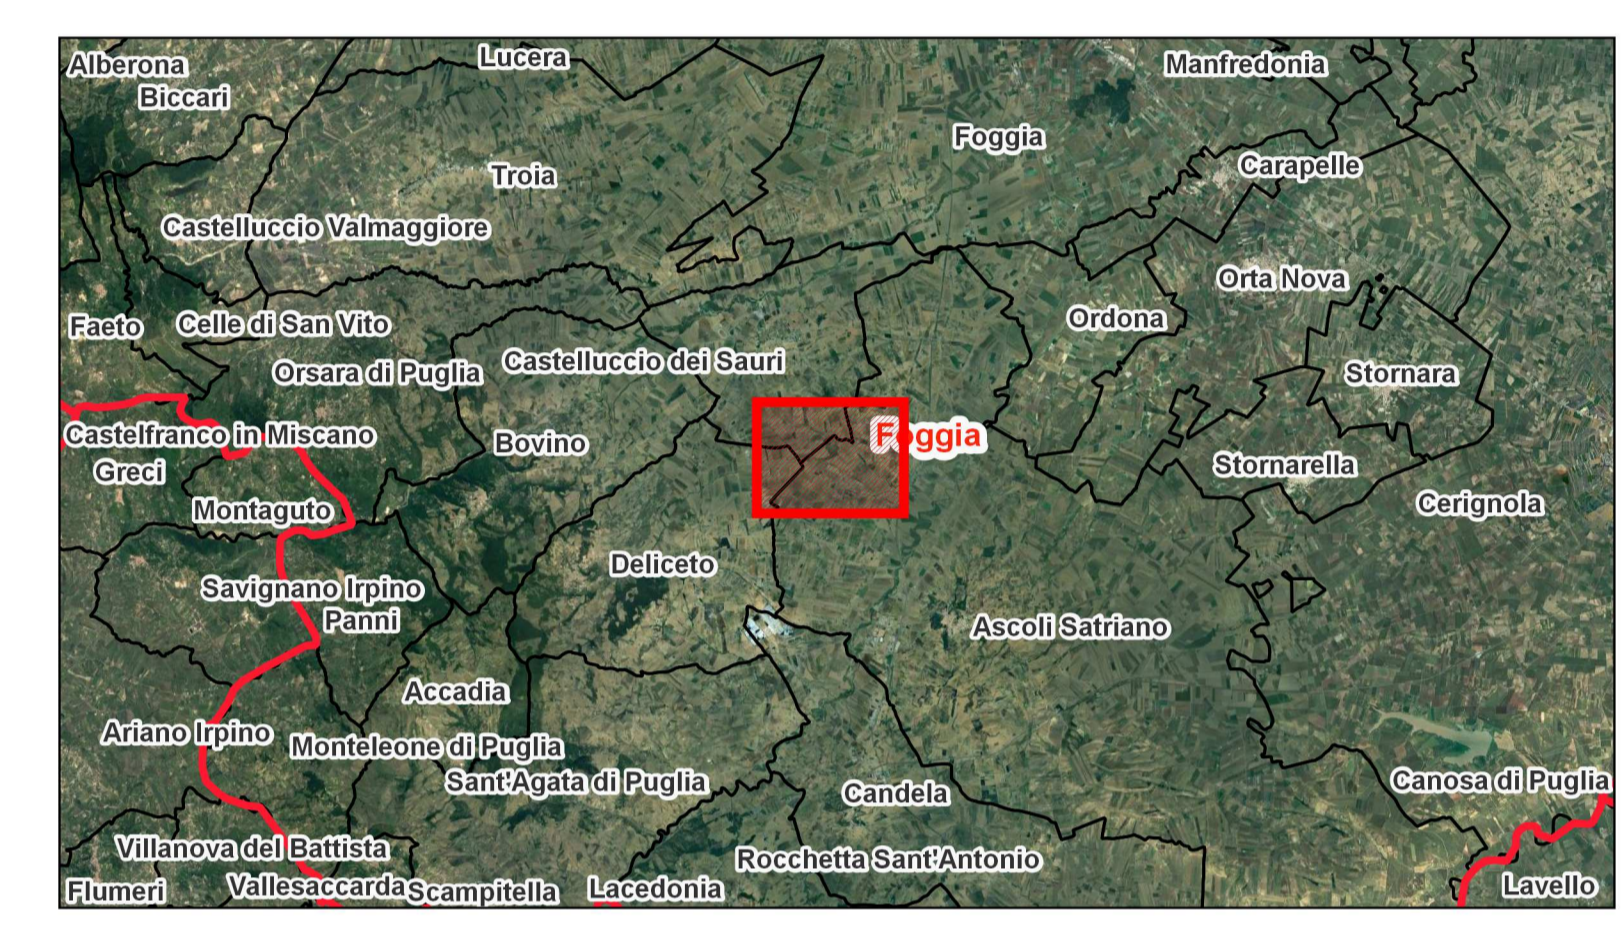 Alberona
Lucera
Manfredonia
Biccari
Foggia
Carapelle
Troia
Castelluccio Valmaggiore
Orta Nova
Ordona
Faeto
Celle di San Vito
Castelluccio dei Sauri
Orsara di Puglia
Stornara
Castelfranco in Miscano
Foggia
Bovino
Greci
Stornarella
Cerignola
Montaguto
Deliceto
Savignano Irpino
Panni
Ascoli Satriano
Accadia
Ariano Irpino
Monteleone di Puglia
Sant'Agata di Puglia
Canosa di Puglia
Candela
Villanova del Battista
Rocchetta Sant'Antonio
Flumeri
Vallesaccarda
Scampitella
Lacedonia
Lavello